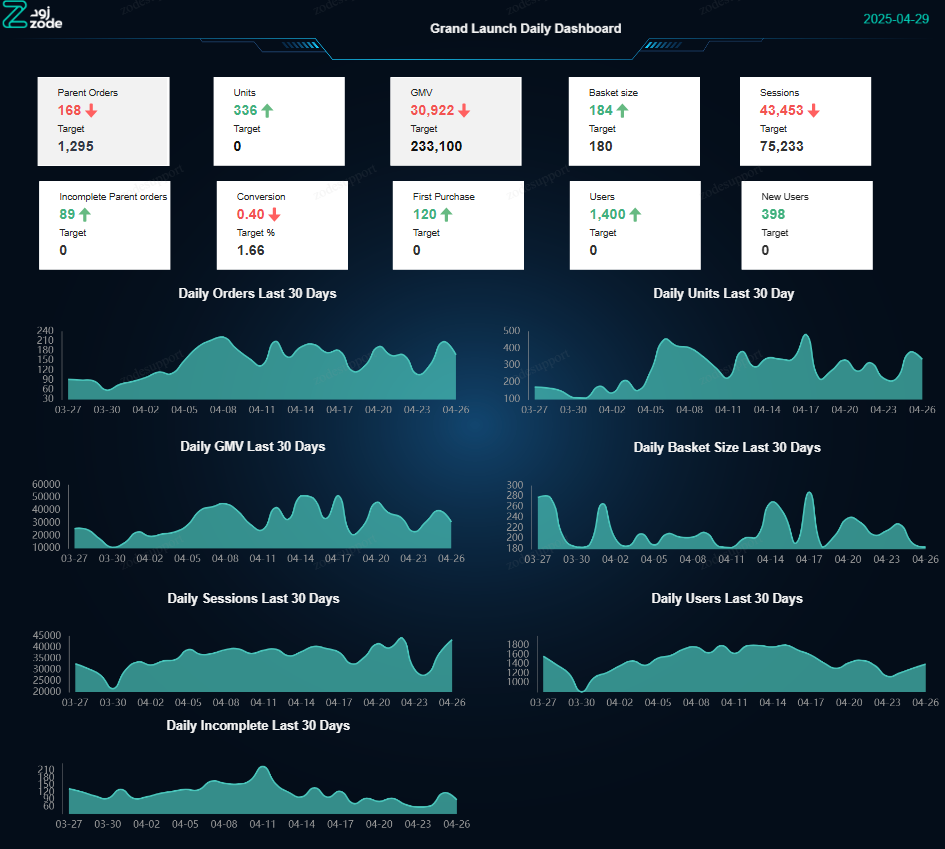 زود
zode
Grand Launch Daily Dashboard
2025-04-29
Parent Orders
168
Target
1,295
Units
336
Target
0
GMV
30,922
Target
233,100
Basket size
184
Target
180
Sessions
43,453
Target
75,233
Incomplete Parent orders
89
Target
0
Conversion
0.40
Target %
1.66
First Purchase
120
Target
0
Users
1,400
Target
0
New Users
398
Target
0
zodesupport
Daily Orders Last 30 Days
240
210
180
150
120
90
60
30
03-27 03-30 04-02 04-05 04-08 04-11 04-14 04-17 04-20 04-23 04-26
Daily Units Last 30 Day
500
400
300
200
100
03-27 03-30 04-02 04-05 04-08 04-11 04-14 04-17 04-20 04-23 04-26
Daily GMV Last 30 Days
60000
50000
40000
30000
20000
10000
03-27 03-30 04-02 04-05 04-08 04-11 04-14 04-17 04-20 04-23 04-26
Daily Basket Size Last 30 Days
300
280
260
240
220
200
180
03-27 03-30 04-02 04-05 04-08 04-11 04-14 04-17 04-20 04-23 04-26
Daily Sessions Last 30 Days
45000
40000
35000
30000
25000
20000
03-27 03-30 04-02 04-05 04-08 04-11 04-14 04-17 04-20 04-23 04-26
Daily Users Last 30 Days
1800
1600
1400
1200
1000
03-27 03-30 04-02 04-05 04-08 04-11 04-14 04-17 04-20 04-23 04-26
Daily Incomplete Last 30 Days
210
180
150
120
90
60
03-27 03-30 04-02 04-05 04-08 04-11 04-14 04-17 04-20 04-23 04-26